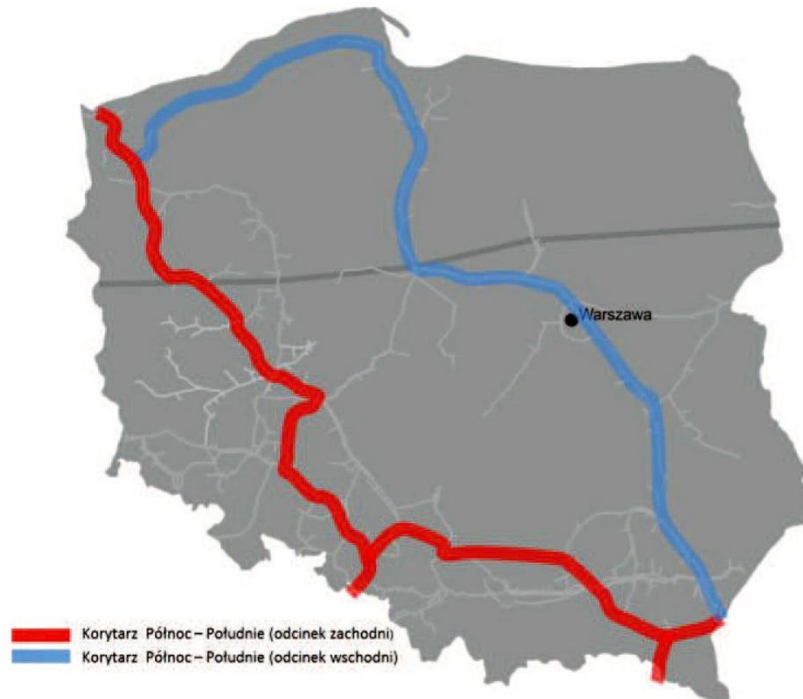 Warszawa
Korytarz Północ – Południe (odcinek zachodni)
Korytarz Północ – Południe (odcinek wschodni)